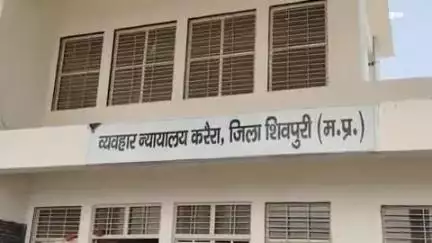 व्यवहार न्यायालय करैरा, जिला शिवपुरी (म.प्र.)